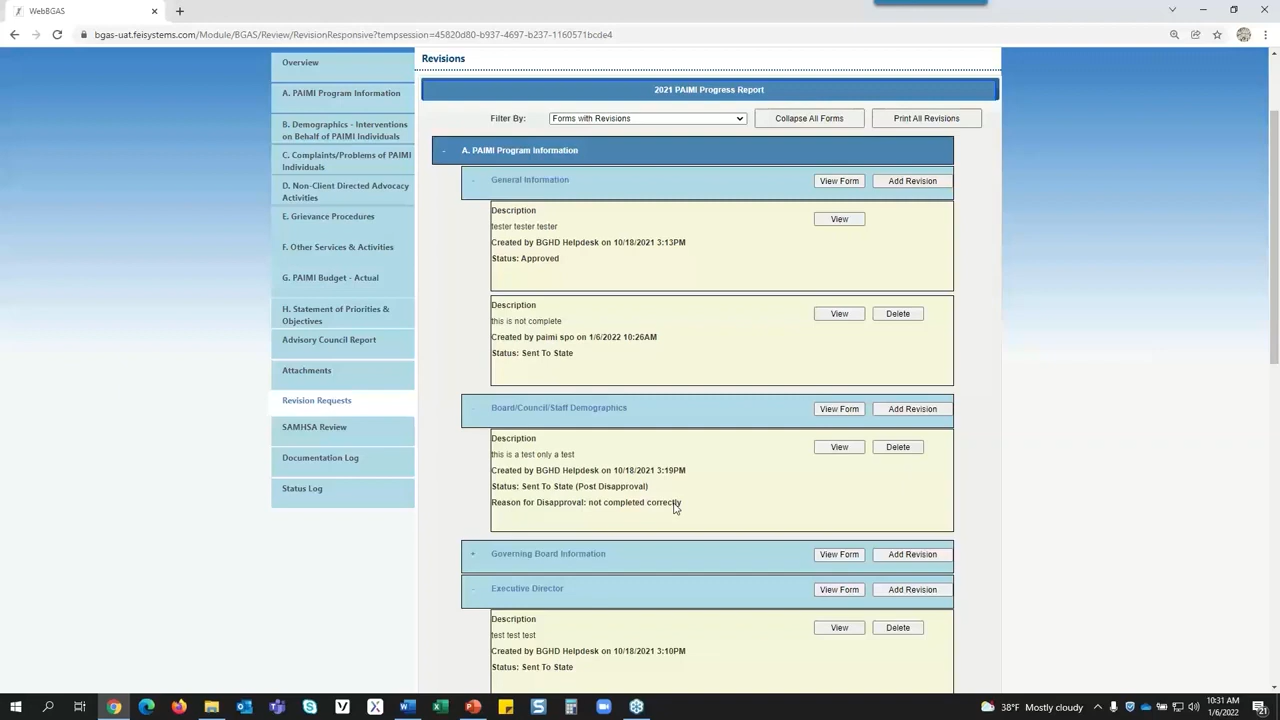 WebBGAS
bgas-uat.feisystems.com/Module/BGAS/Review/RevisionResponsive?tempsession=45820d80-b937-4697-b237-1160571bcde4
Overview
A. PAIMI Program Information
B. Demographics - Interventions
on Behalf of PAIMI Individuals
C. Complaints/Problems of PAIMI
Individuals
D. Non-Client Directed Advocacy
Activities
E. Grievance Procedures
F. Other Services & Activities
G. PAIMI Budget - Actual
H. Statement of Priorities &
Objectives
Advisory Council Report
Attachments
Revision Requests
SAMHSA Review
Documentation Log
Status Log
Revisions
2021 PAIMI Progress Report
Filter By: Forms with Revisions Collapse All Forms Print All Revisions
- A. PAIMI Program Information
- General Information View Form Add Revision
Description
tester tester tester View
Created by BGHD Helpdesk on 10/18/2021 3:13PM
Status: Approved
Description
this is not complete View Delete
Created by paimi spo on 1/6/2022 10:26AM
Status: Sent To State
- Board/Council/Staff Demographics View Form Add Revision
Description
this is a test only a test View Delete
Created by BGHD Helpdesk on 10/18/2021 3:19PM
Status: Sent To State (Post Disapproval)
Reason for Disapproval: not completed correctly
+ Governing Board Information View Form Add Revision
- Executive Director View Form Add Revision
Description
test test test View Delete
Created by BGHD Helpdesk on 10/18/2021 3:10PM
Status: Sent To State
38°F Mostly cloudy
10:31 AM
1/6/2022